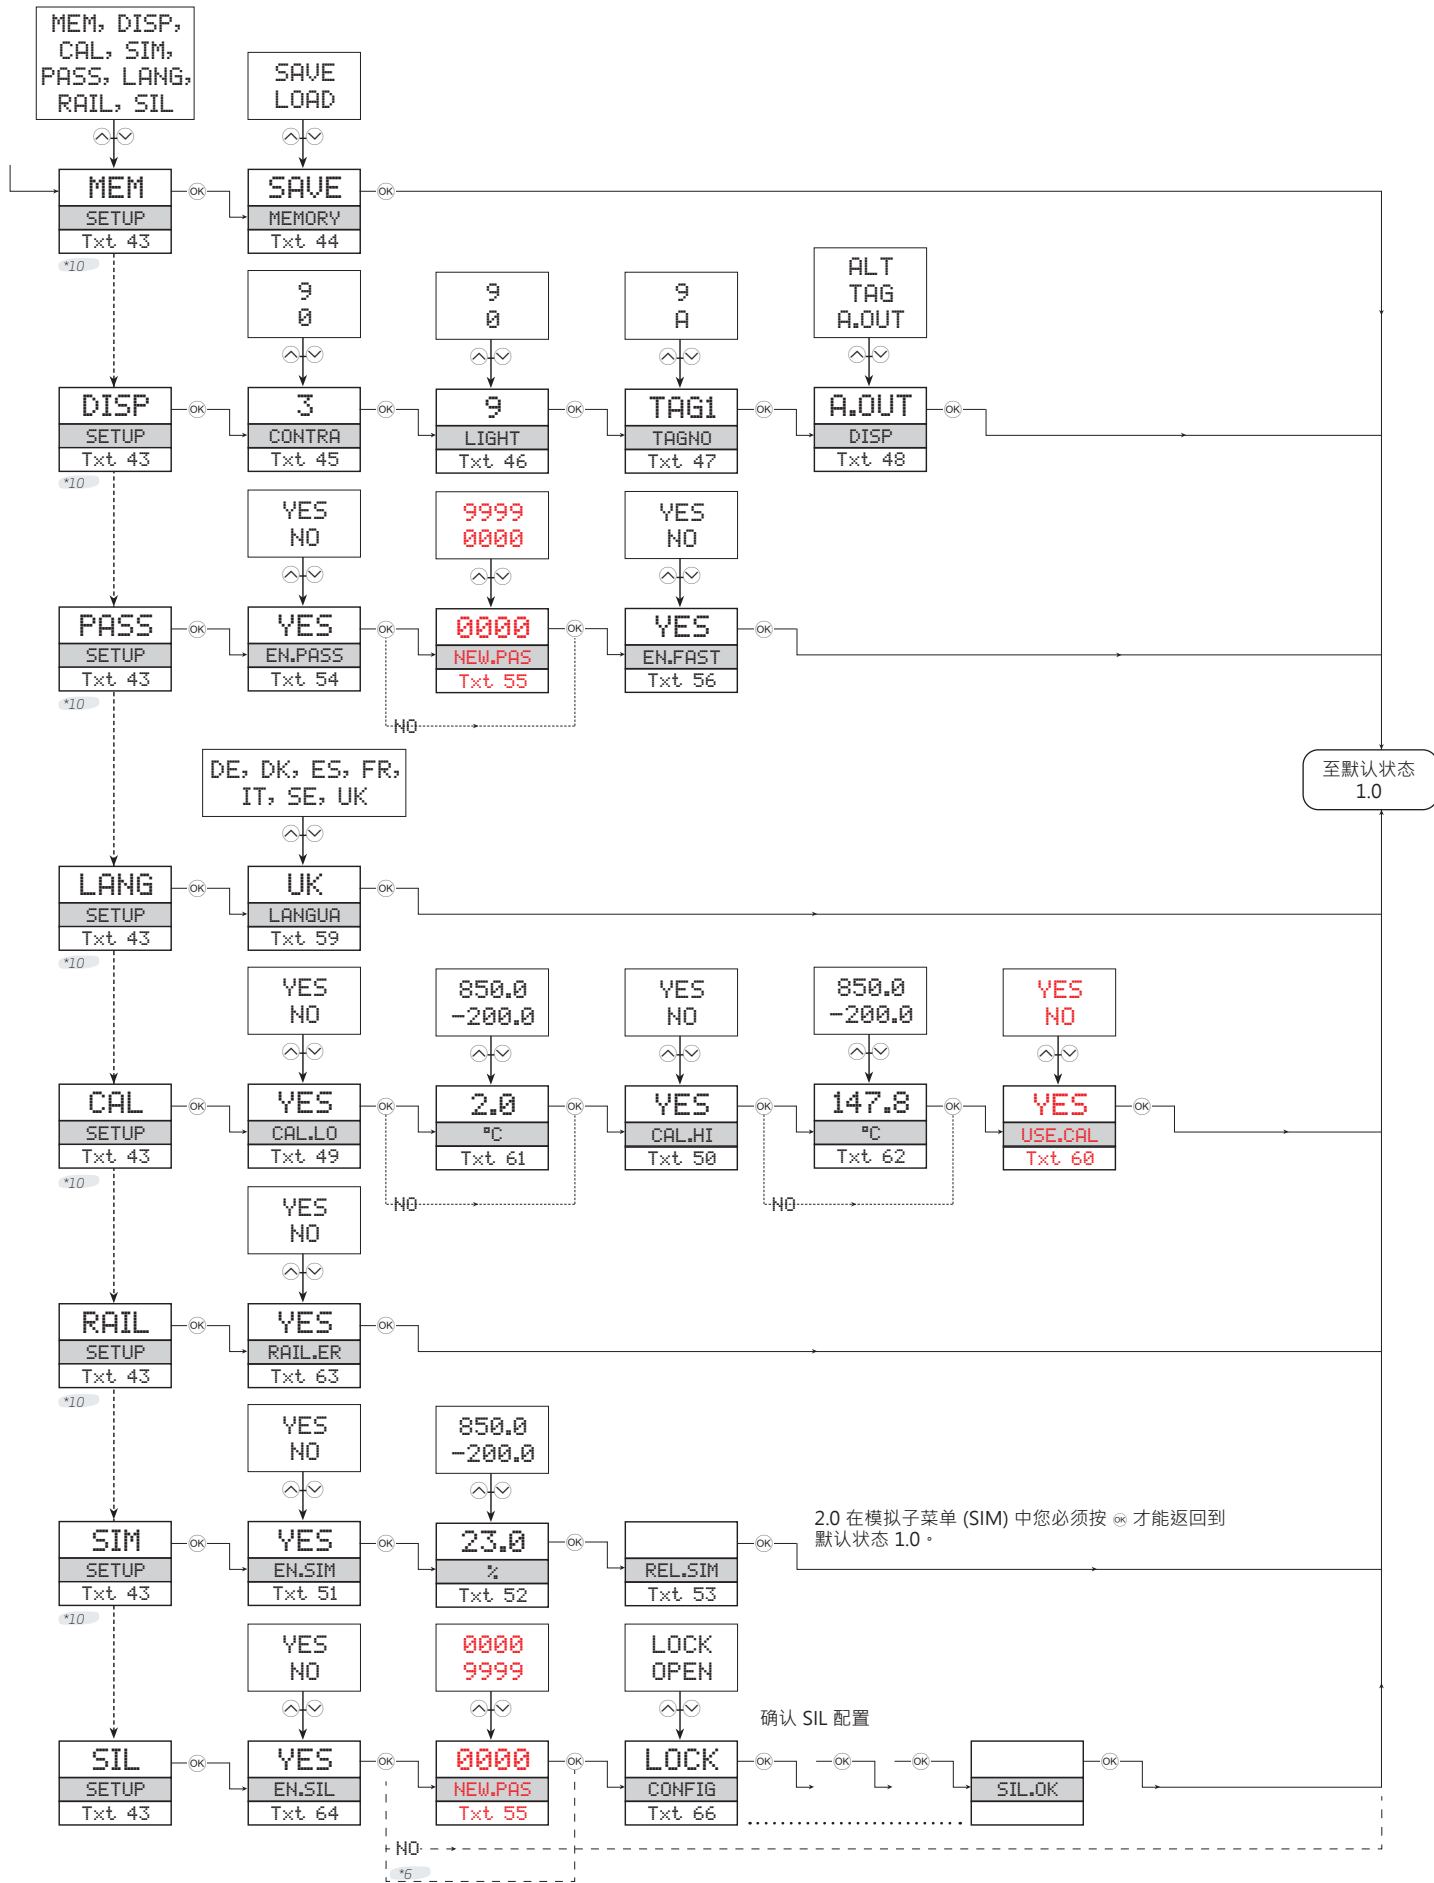 MEM, DISP,
CAL, SIM,
PASS, LANG,
RAIL, SIL
SAVE
LOAD
MEM
SETUP
Txt 43
*10
OK
SAVE
MEMORY
Txt 44
OK
9
0
9
0
9
A
ALT
TAG
A.OUT
DISP
SETUP
Txt 43
*10
OK
3
CONTRA
Txt 45
OK
9
LIGHT
Txt 46
OK
TAG1
TAGNO
Txt 47
OK
A.OUT
DISP
Txt 48
OK
YES
NO
9999
0000
YES
NO
PASS
SETUP
Txt 43
*10
OK
YES
EN.PASS
Txt 54
OK
NO
0000
NEW.PAS
Txt 55
OK
YES
EN.FAST
Txt 56
OK
至默认状态
1.0
DE, DK, ES, FR,
IT, SE, UK
LANG
SETUP
Txt 43
*10
OK
UK
LANGUA
Txt 59
OK
YES
NO
850.0
-200.0
YES
NO
850.0
-200.0
YES
NO
CAL
SETUP
Txt 43
*10
OK
YES
CAL.LO
Txt 49
OK
NO
2.0
°C
Txt 61
OK
YES
CAL.HI
Txt 50
OK
NO
147.8
°C
Txt 62
OK
YES
USE.CAL
Txt 60
OK
YES
NO
RAIL
SETUP
Txt 43
*10
OK
YES
RAIL.ER
Txt 63
OK
YES
NO
850.0
-200.0
SIM
SETUP
Txt 43
*10
OK
YES
EN.SIM
Txt 51
OK
23.0
%
Txt 52
OK
REL.SIM
Txt 53
OK
2.0 在模拟子菜单 (SIM) 中您必须按 OK 才能返回到
默认状态 1.0。
YES
NO
0000
9999
LOCK
OPEN
确认 SIL 配置
SIL
SETUP
Txt 43
OK
YES
EN.SIL
Txt 64
OK
0000
NEW.PAS
Txt 55
OK
LOCK
CONFIG
Txt 66
OK
OK
OK
SIL.OK
OK
NO
*6